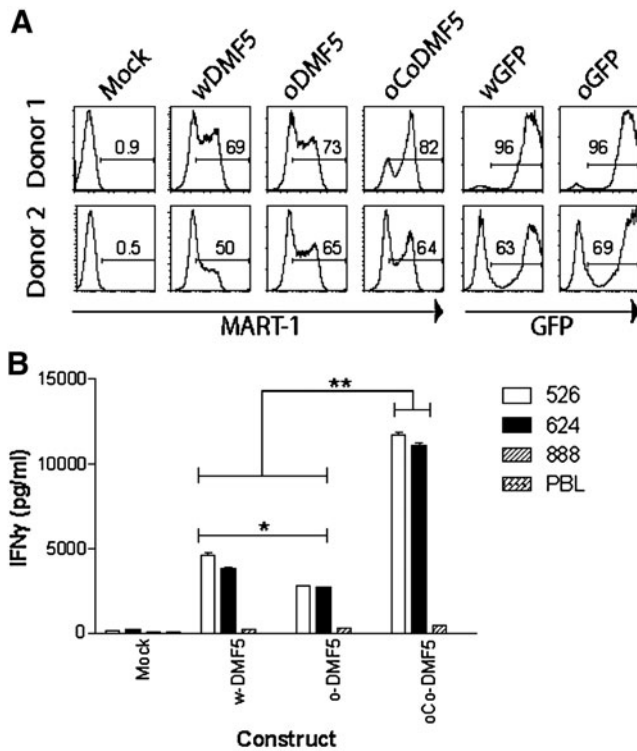 A
Mock
wDMF5
oDMF5
oCoDMF5
wGFP
oGFP
Donor 1
0.9
69
73
82
96
96
Donor 2
0.5
50
65
64
63
69
MART-1
GFP
B
IFNγ (pg/ml)
15000
10000
5000
0
**
*
526
624
888
PBL
Mock
w-DMF5
o-DMF5
oCo-DMF5
Construct